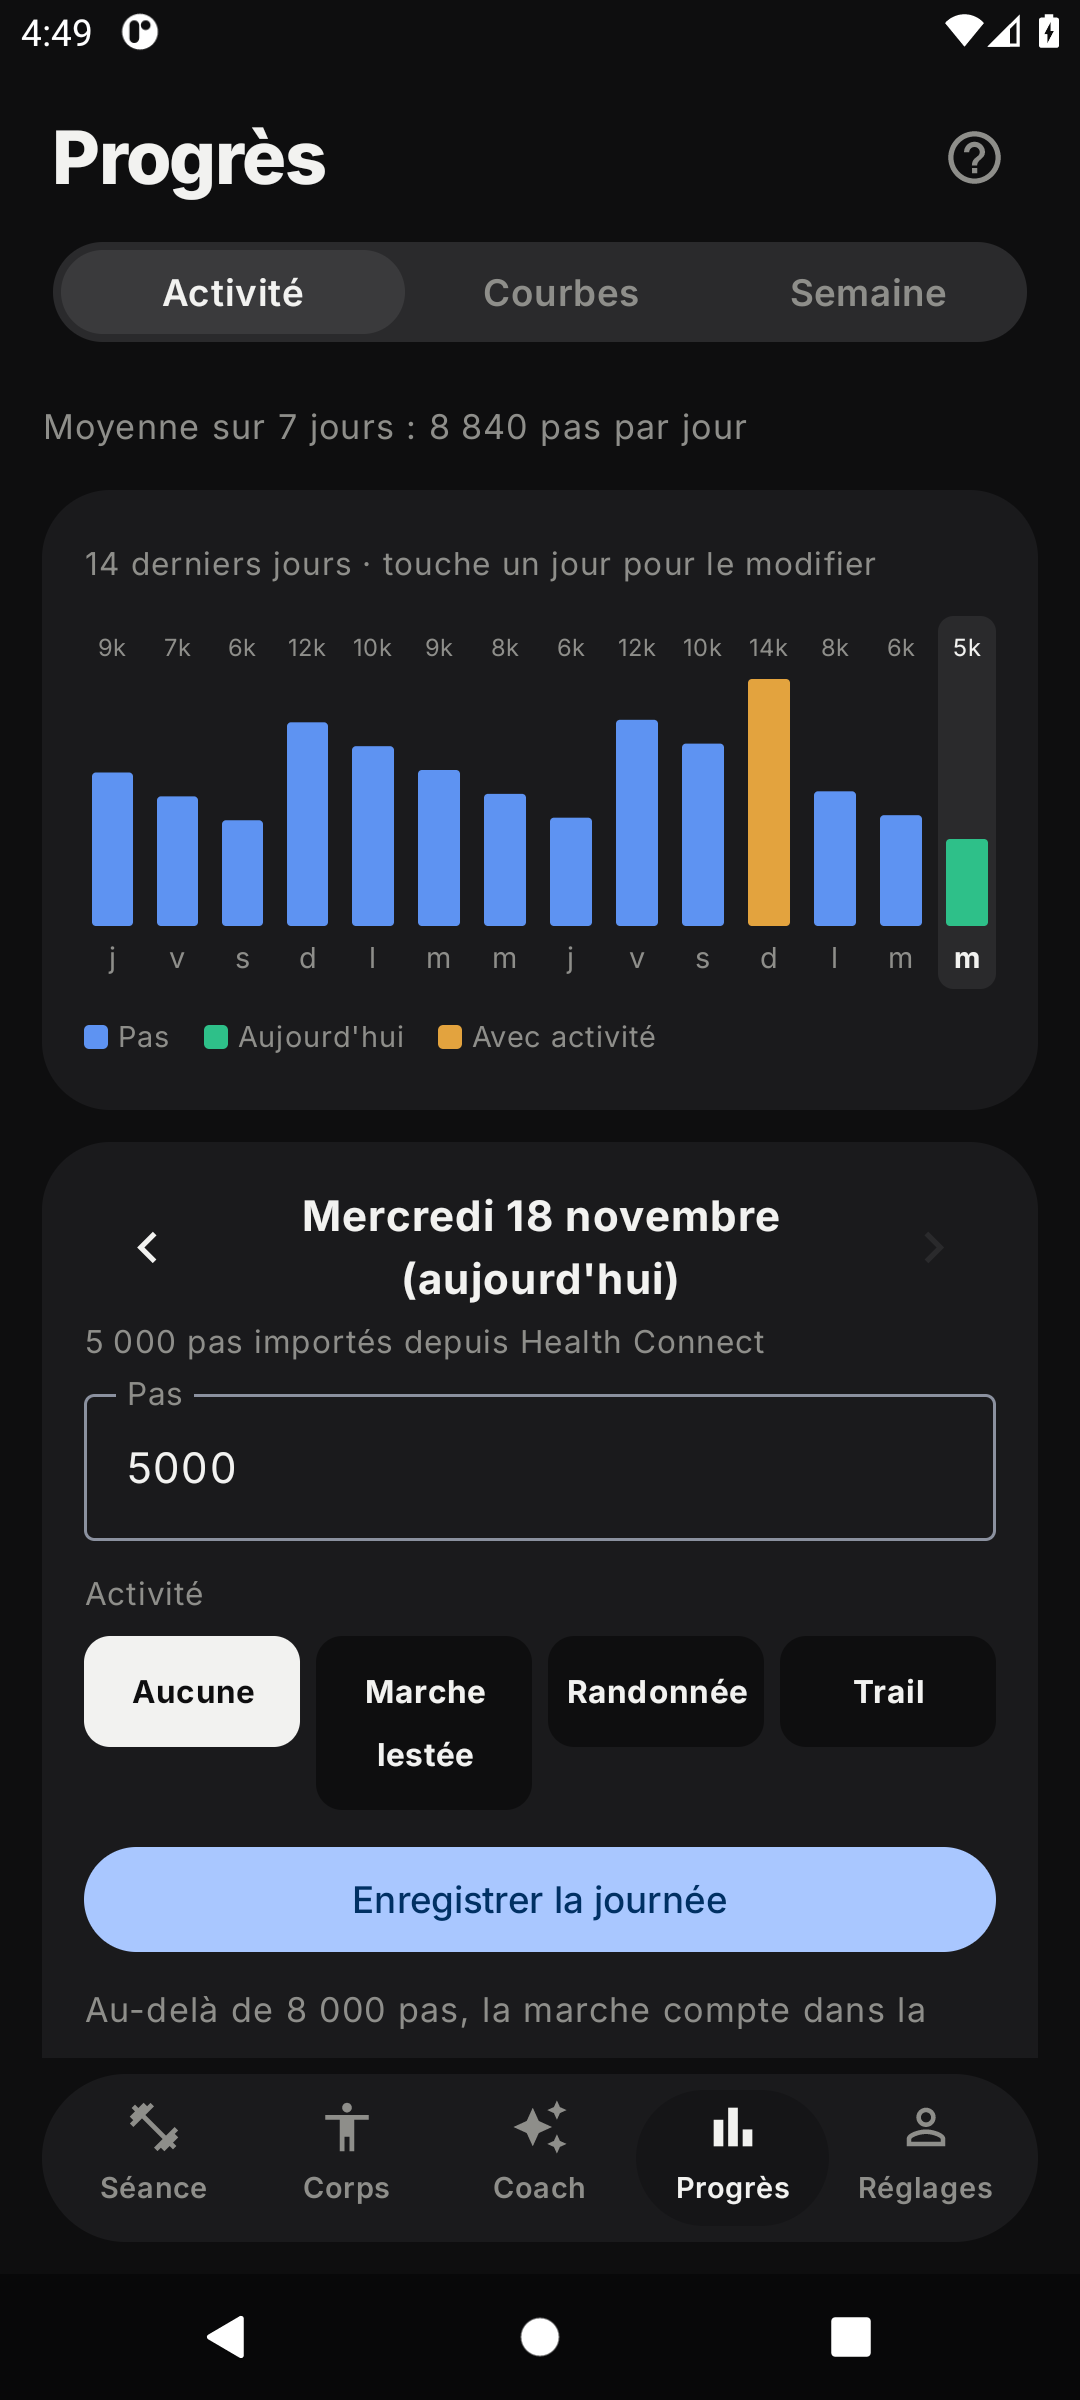 4:49
Progrès
Activité Courbes Semaine
Moyenne sur 7 jours : 8 840 pas par jour
14 derniers jours · touche un jour pour le modifier
9k 7k 6k 12k 10k 9k 8k 6k 12k 10k 14k 8k 6k 5k
j v s d l m m j v s d l m m
Pas Aujourd'hui Avec activité
Mercredi 18 novembre
(aujourd'hui)
5 000 pas importés depuis Health Connect
Pas
5000
Activité
Aucune Marche Randonnée Trail
lestée
Enregistrer la journée
Au-delà de 8 000 pas, la marche compte dans la
Séance Corps Coach Progrès Réglages